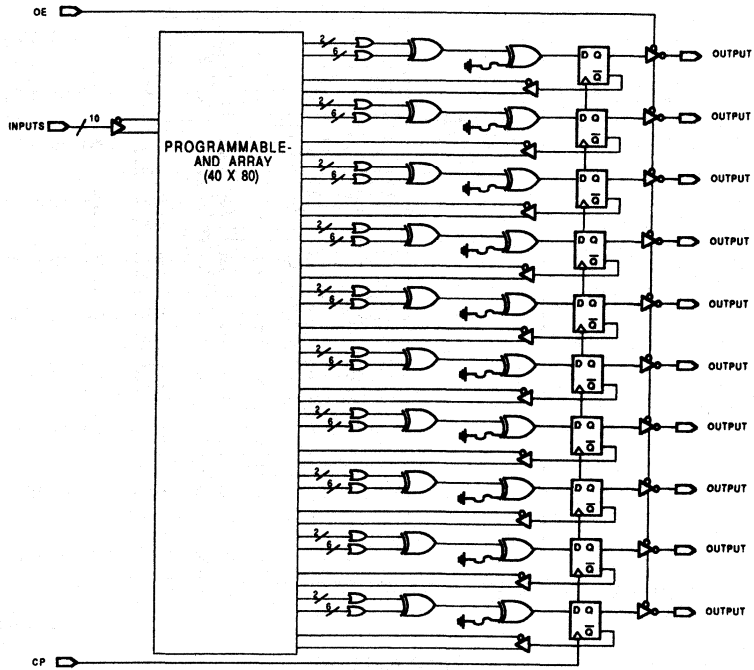 OE
2 6 D Q Q OUTPUT
INPUTS 10
2 6 D Q Q OUTPUT
PROGRAMMABLE-
AND ARRAY
(40 X 80)
2 6 D Q Q OUTPUT
2 6 D Q Q OUTPUT
2 6 D Q Q OUTPUT
2 6 D Q Q OUTPUT
2 6 D Q Q OUTPUT
2 6 D Q Q OUTPUT
2 6 D Q Q OUTPUT
2 6 D Q Q OUTPUT
CP